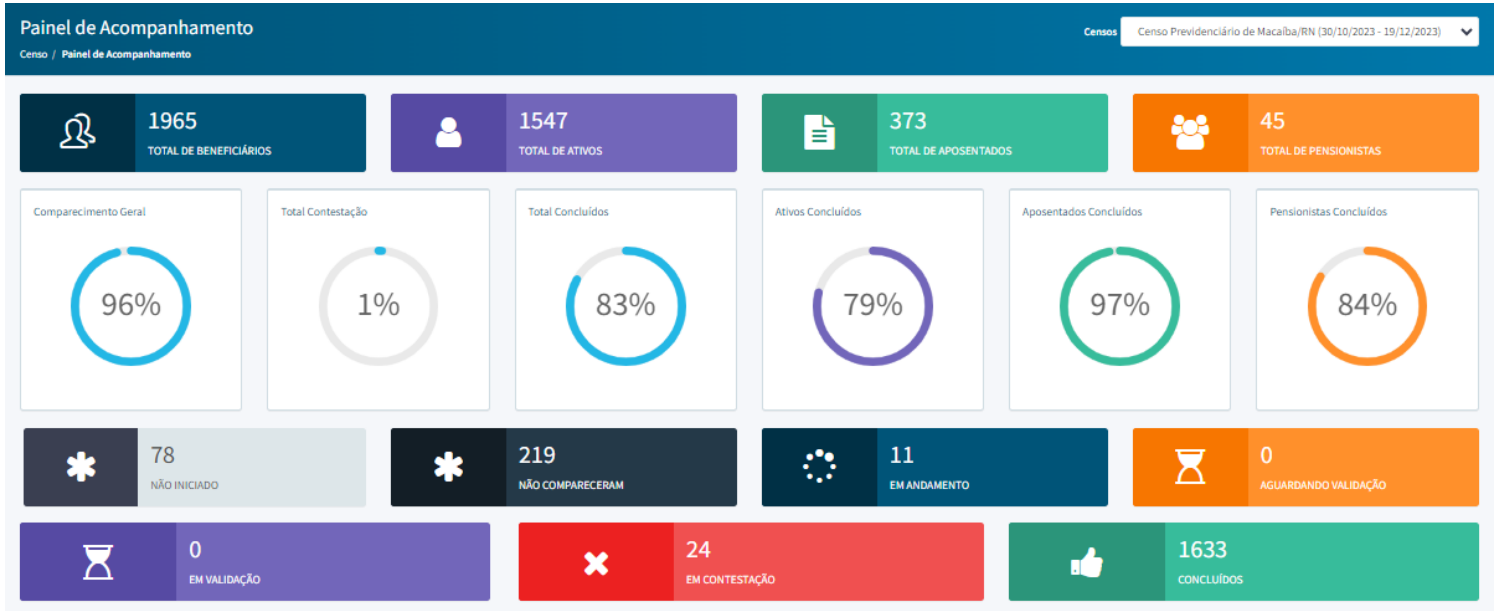 Painel de Acompanhamento
Censo / Painel de Acompanhamento
Censos
Censo Previdenciário de Macaíba/RN (30/10/2023 - 19/12/2023)
1965
TOTAL DE BENEFICIÁRIOS
1547
TOTAL DE ATIVOS
373
TOTAL DE APOSENTADOS
45
TOTAL DE PENSIONISTAS
Comparecimento Geral
96%
Total Contestação
1%
Total Concluídos
83%
Ativos Concluídos
79%
Aposentados Concluídos
97%
Pensionistas Concluídos
84%
78
NÃO INICIADO
219
NÃO COMPARECERAM
11
EM ANDAMENTO
0
AGUARDANDO VALIDAÇÃO
0
EM VALIDAÇÃO
24
EM CONTESTAÇÃO
1633
CONCLUÍDOS